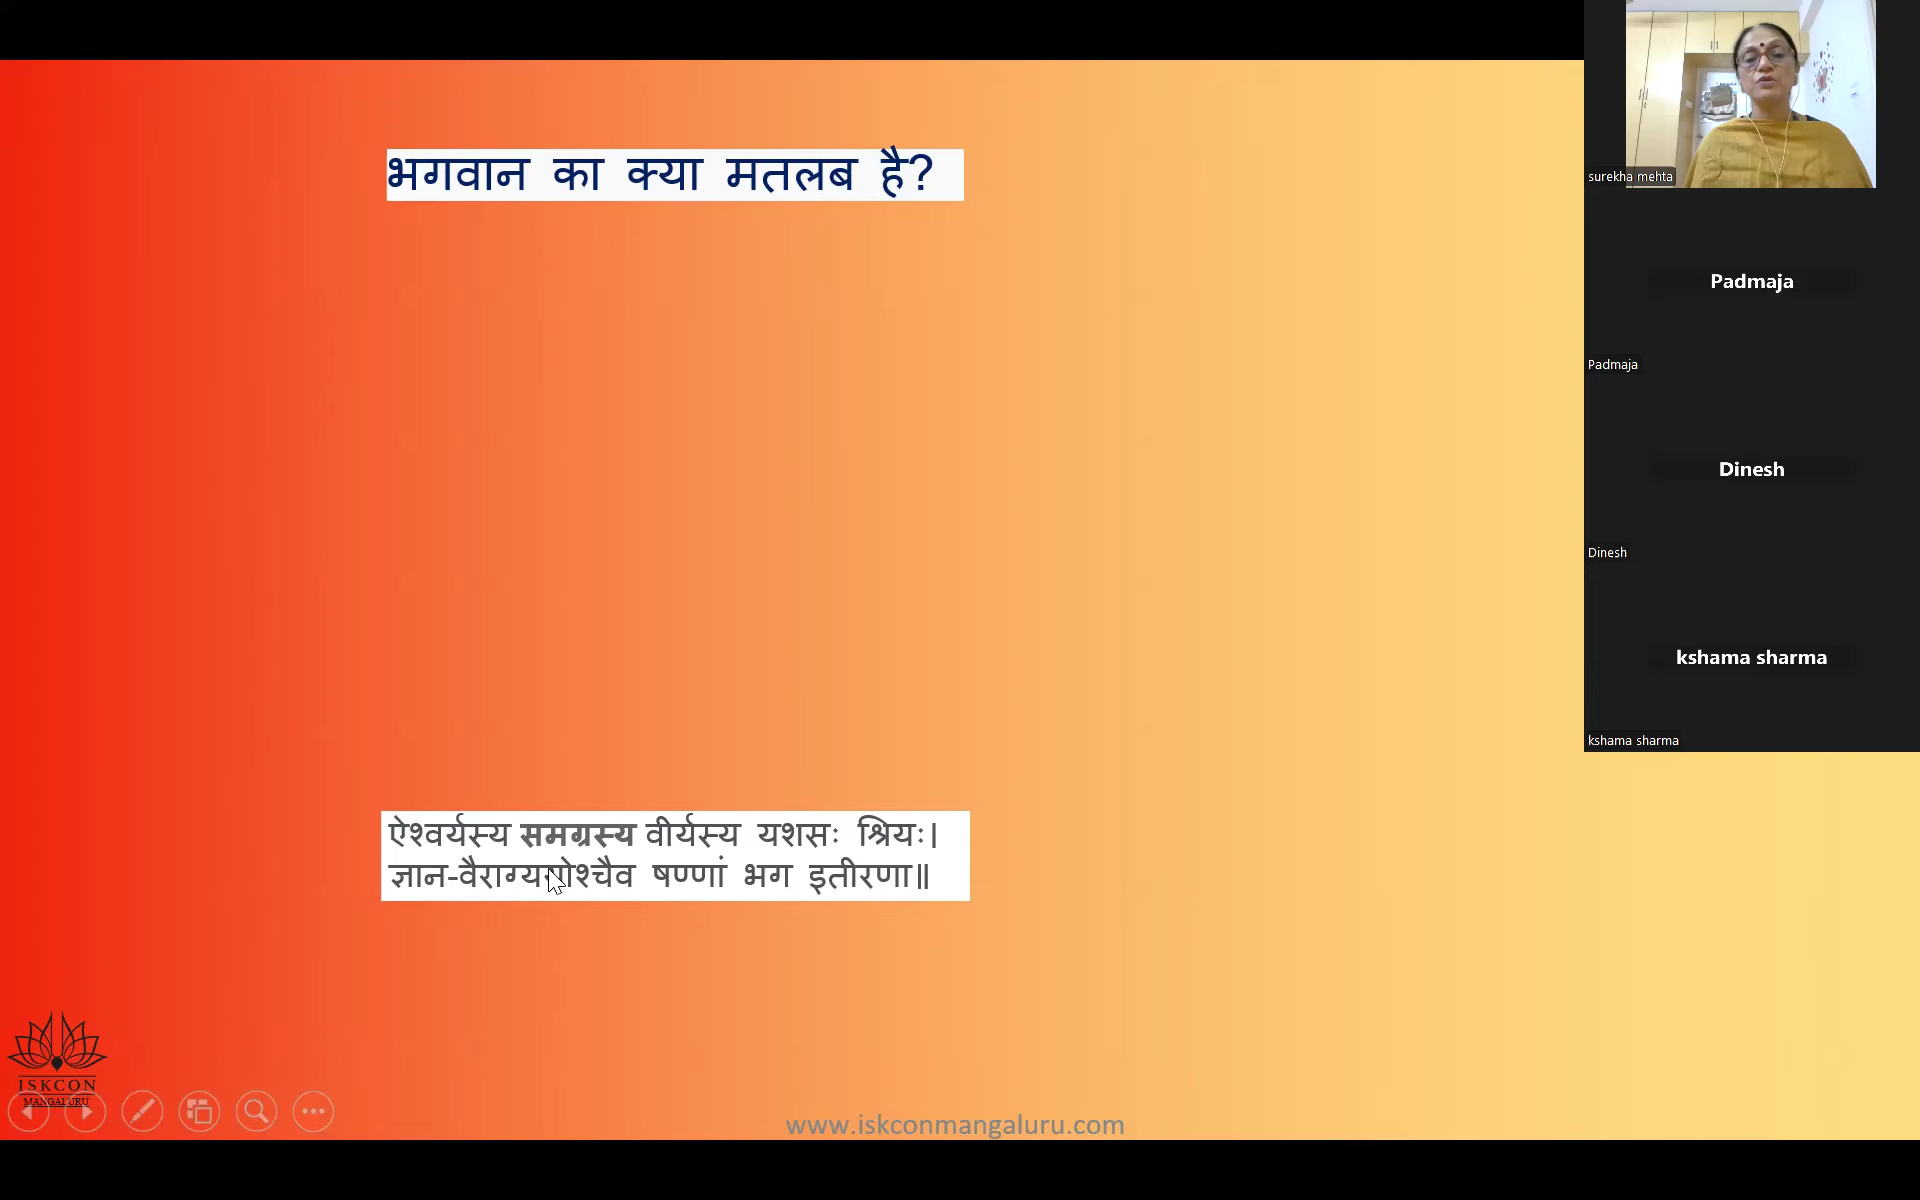 भगवान का क्या मतलब है?
ऐश्वर्यस्य समग्रस्य वीर्यस्य यशसः श्रियः|
ज्ञान-वैराग्ययोश्चैव षण्णां भग इतीरणा॥
ISKCON
MANGALURU
www.iskconmangaluru.com
surekha mehta
Padmaja
Padmaja
Dinesh
Dinesh
kshama sharma
kshama sharma